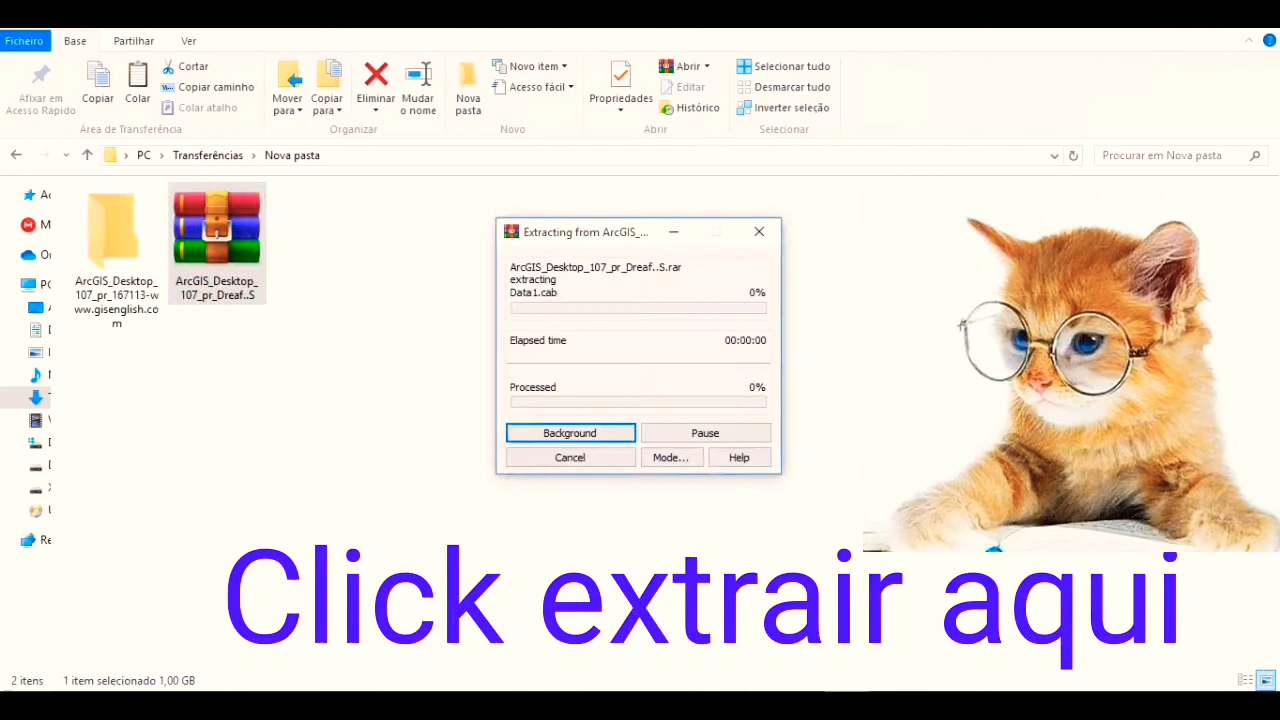 Ficheiro
Base
Partilhar
Ver
Afixar em
Acesso Rápido
Copiar
Colar
Cortar
Copiar caminho
Colar atalho
Área de Transferência
Mover
para
Copiar
para
Eliminar
Mudar
o nome
Organizar
Nova
pasta
Novo item
Acesso fácil
Novo
Propriedades
Abrir
Editar
Histórico
Abrir
Selecionar tudo
Desmarcar tudo
Inverter seleção
Selecionar
PC > Transferências > Nova pasta
Procurar em Nova pasta
ArcGIS_Desktop_
107_pr_167113-w
ww.gisenglish.co
m
ArcGIS_Desktop_
107_pr_Dreaf..S
Extracting from ArcGIS_...
ArcGIS_Desktop_107_pr_Dreaf..S.rar
extracting
Data1.cab 0%
Elapsed time 00:00:00
Processed 0%
Background
Pause
Cancel
Mode...
Help
Click extrair aqui
2 itens 1 item selecionado 1,00 GB